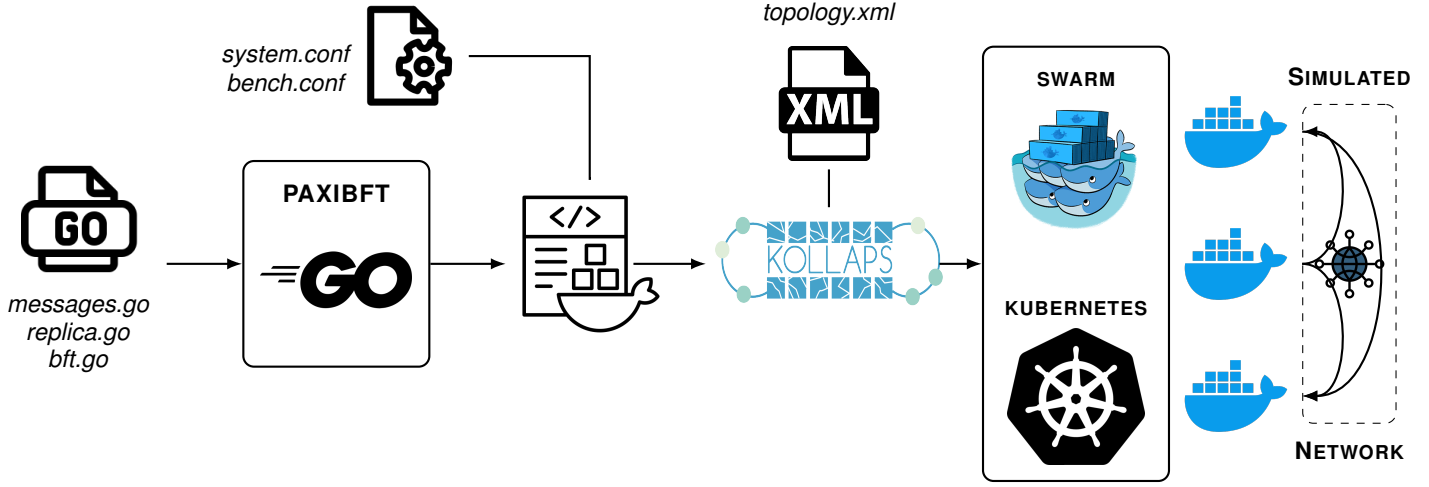 system.conf
bench.conf
GO
messages.go
replica.go
bft.go
PAXIBFT
GO
</>
topology.xml
XML
KOLLAPS
SWARM
KUBERNETES
SIMULATED
NETWORK